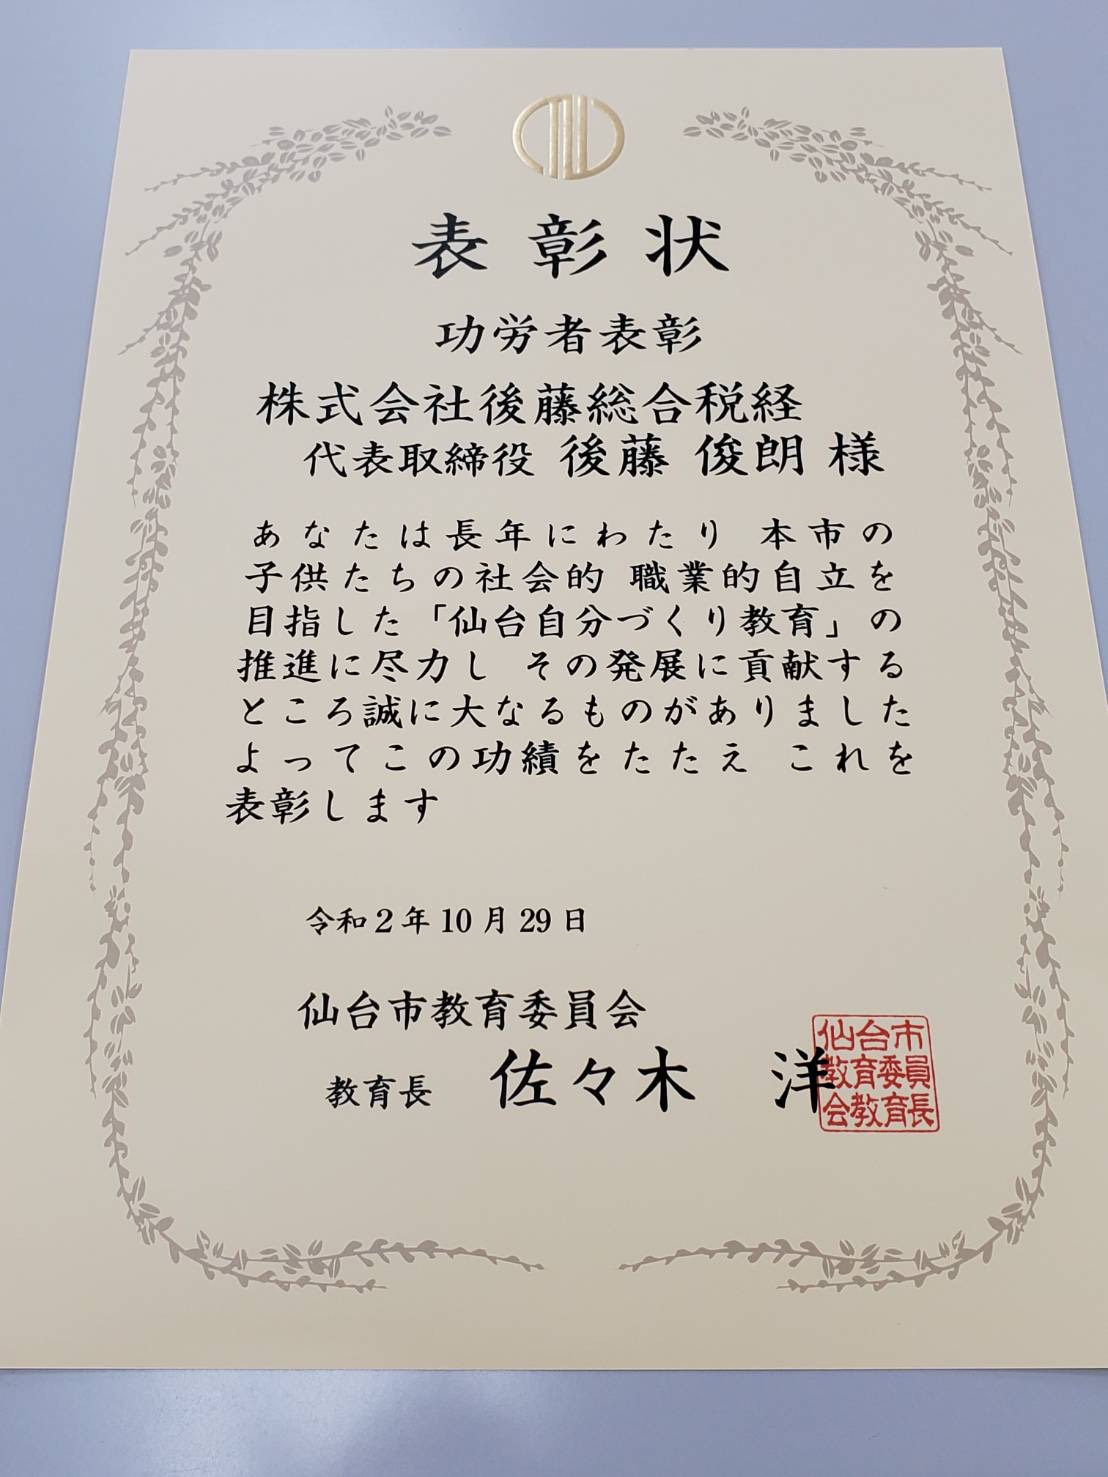 表彰状
功労者表彰
株式会社後藤総合税経
代表取締役 後藤 俊朗 様
あなたは長年にわたり 本市の
子供たちの社会的 職業的自立を
目指した「仙台自分づくり教育」の
推進に尽力し その発展に貢献する
ところ誠に大なるものがありました
よってこの功績をたたえ これを
表彰します
令和2年10月29日
仙台市教育委員会
教育長 佐々木 洋
仙台市
教育委員
会教育長